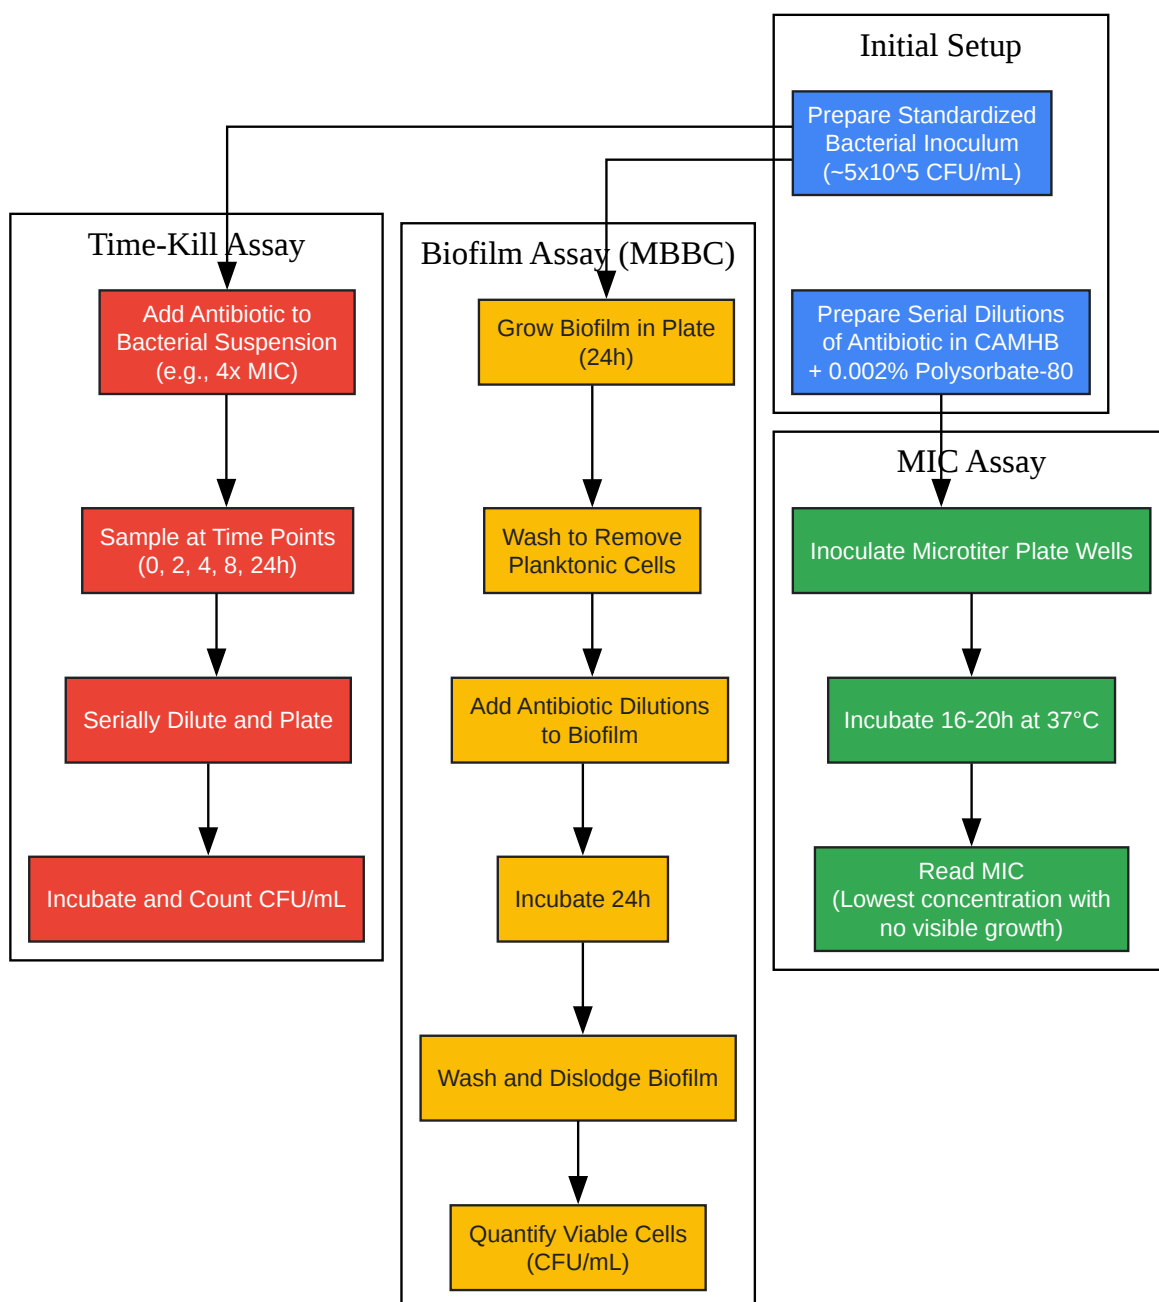 Initial Setup
Prepare Standardized
Bacterial Inoculum
(~5x10^5 CFU/mL)
Prepare Serial Dilutions
of Antibiotic in CAMHB
+ 0.002% Polysorbate-80
Time-Kill Assay
Add Antibiotic to
Bacterial Suspension
(e.g., 4x MIC)
Sample at Time Points
(0, 2, 4, 8, 24h)
Serially Dilute and Plate
Incubate and Count CFU/mL
Biofilm Assay (MBBC)
Grow Biofilm in Plate
(24h)
Wash to Remove
Planktonic Cells
Add Antibiotic Dilutions
to Biofilm
Incubate 24h
Wash and Dislodge Biofilm
Quantify Viable Cells
(CFU/mL)
MIC Assay
Inoculate Microtiter Plate Wells
Incubate 16-20h at 37°C
Read MIC
(Lowest concentration with
no visible growth)